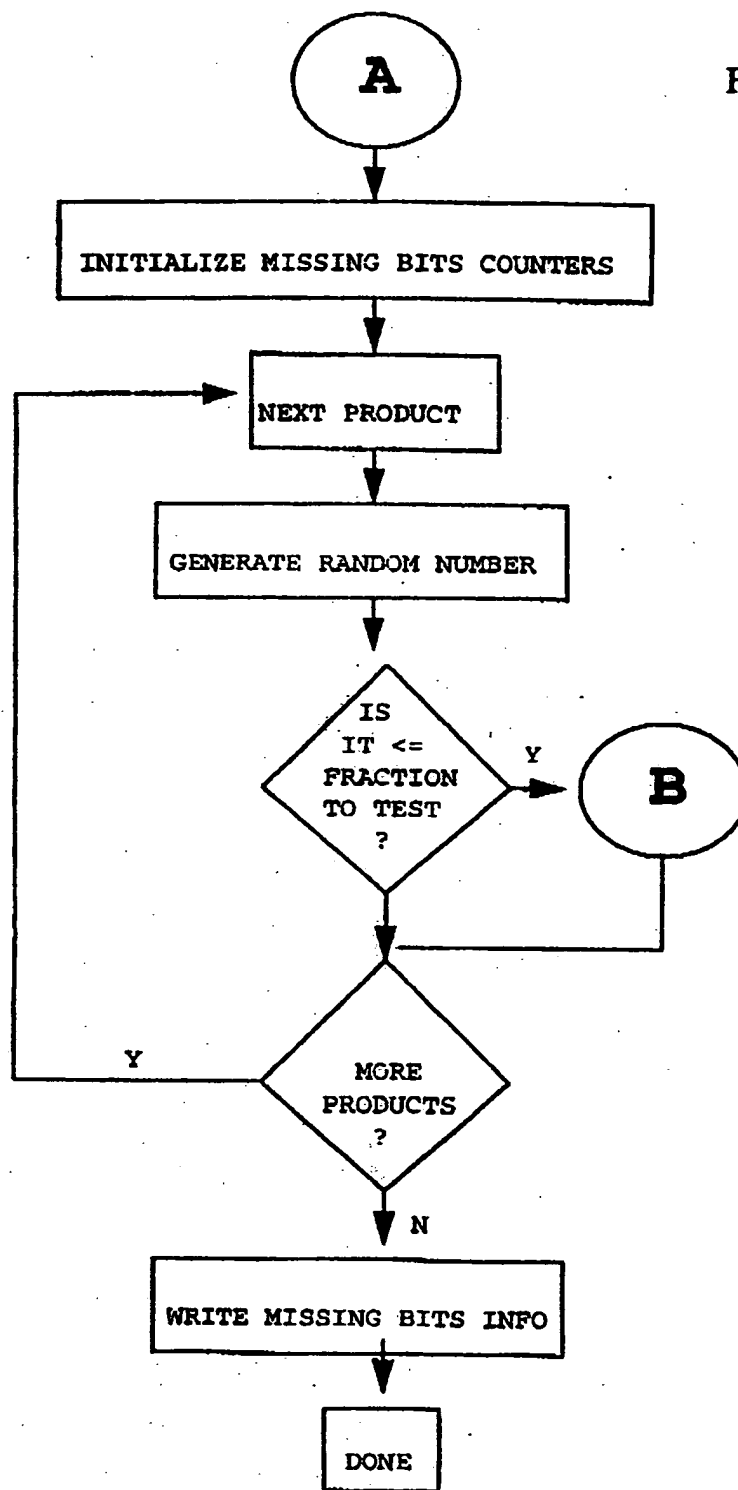 A
INITIALIZE MISSING BITS COUNTERS
NEXT PRODUCT
GENERATE RANDOM NUMBER
IS
IT <=
FRACTION
TO TEST
?
Y
B
Y
MORE
PRODUCTS
?
N
WRITE MISSING BITS INFO
DONE